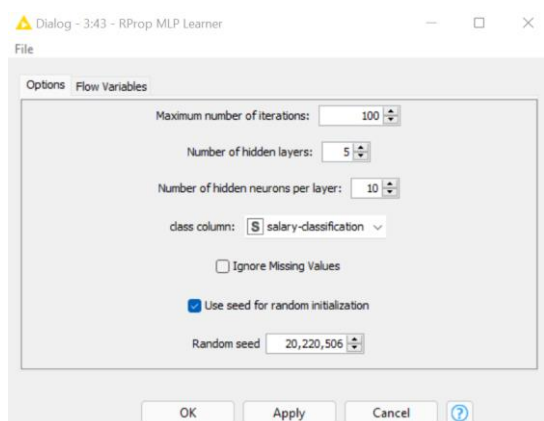 Dialog - 3:43 - RProp MLP Learner
File
Options Flow Variables
Maximum number of iterations: 100
Number of hidden layers: 5
Number of hidden neurons per layer: 10
class column: S salary-classification
Ignore Missing Values
Use seed for random initialization
Random seed 20,220,506
OK Apply Cancel ?